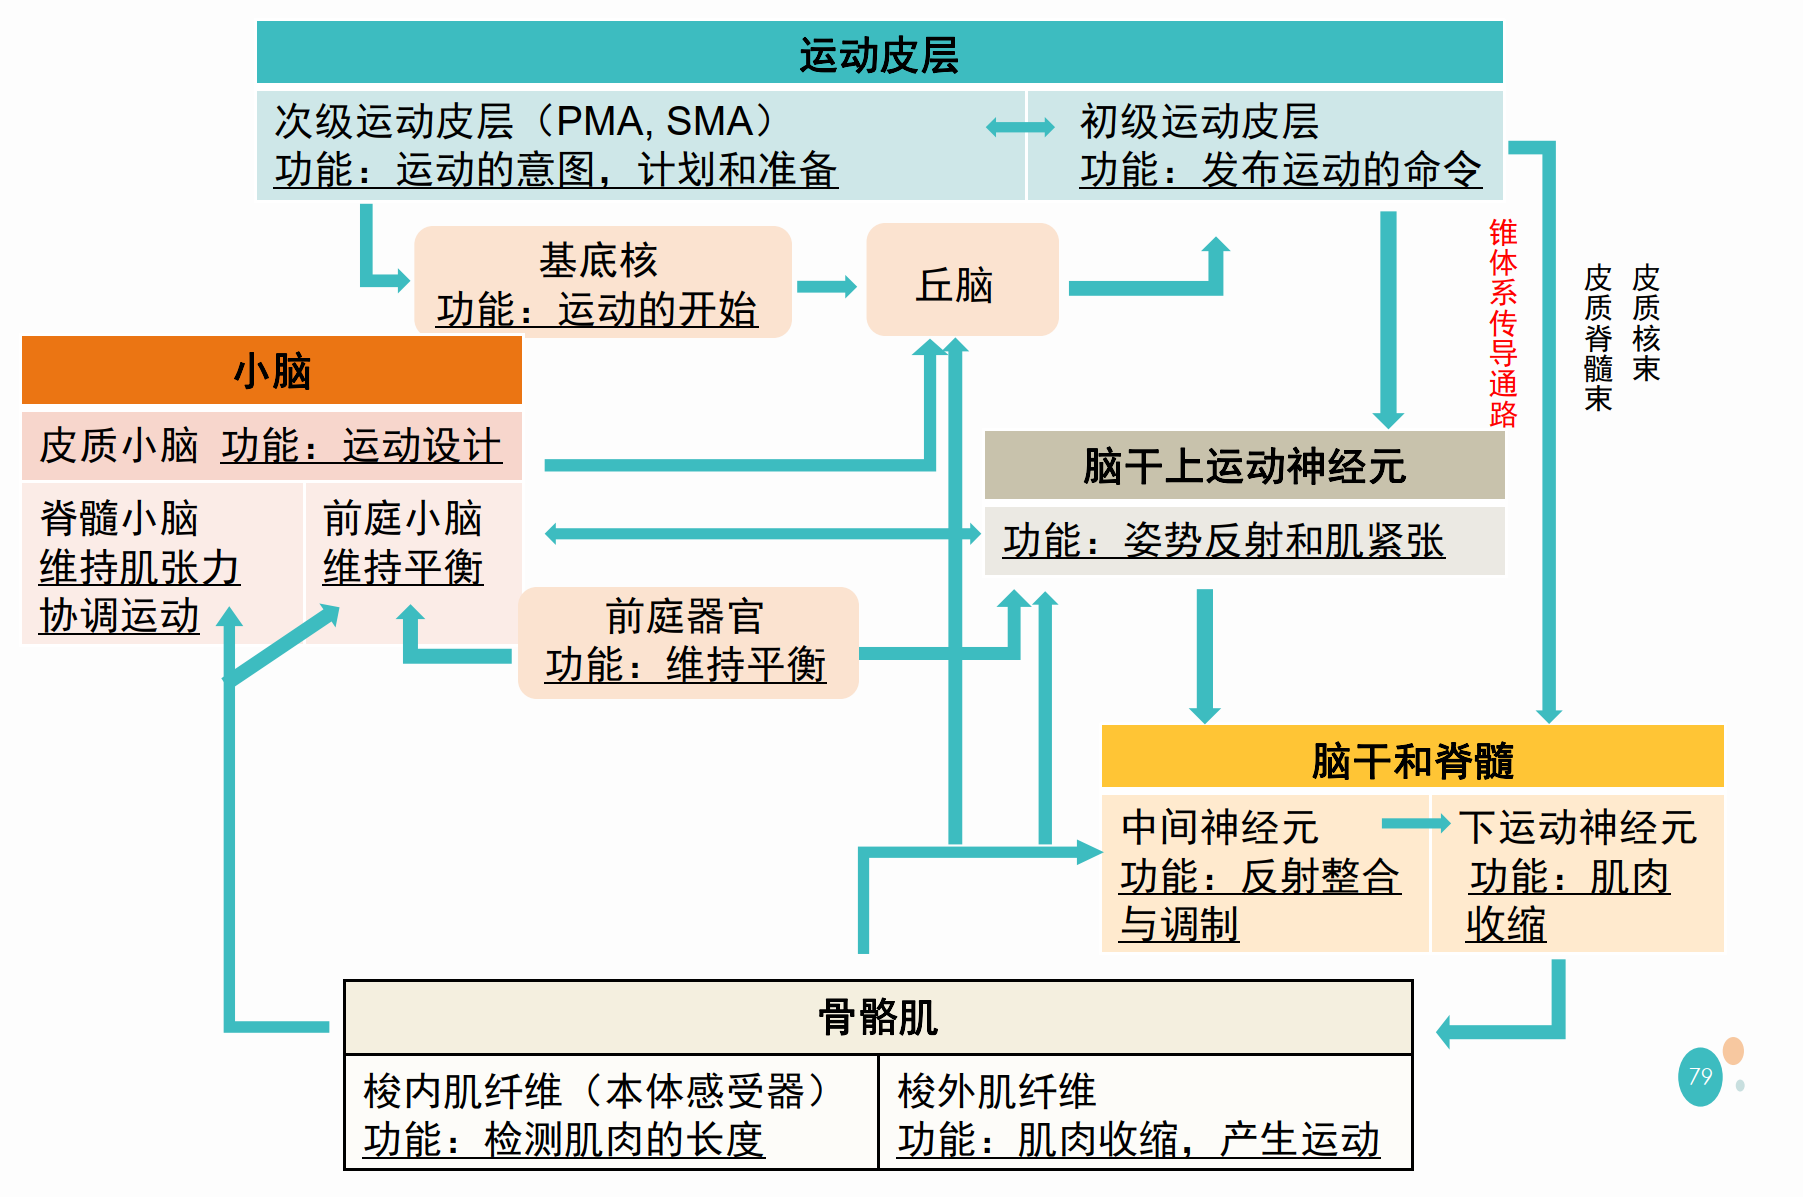 运动皮层
次级运动皮层（PMA, SMA）
功能：运动的意图，计划和准备
初级运动皮层
功能：发布运动的命令
基底核
功能：运动的开始
丘脑
锥体系传导通路
皮质脊髓束
皮质核束
小脑
皮质小脑 功能：运动设计
脊髓小脑
维持肌张力
协调运动
前庭小脑
维持平衡
脑干上运动神经元
功能：姿势反射和肌紧张
前庭器官
功能：维持平衡
脑干和脊髓
中间神经元
功能：反射整合
与调制
下运动神经元
功能：肌肉
收缩
骨骼肌
梭内肌纤维（本体感受器）
功能：检测肌肉的长度
梭外肌纤维
功能：肌肉收缩，产生运动
79